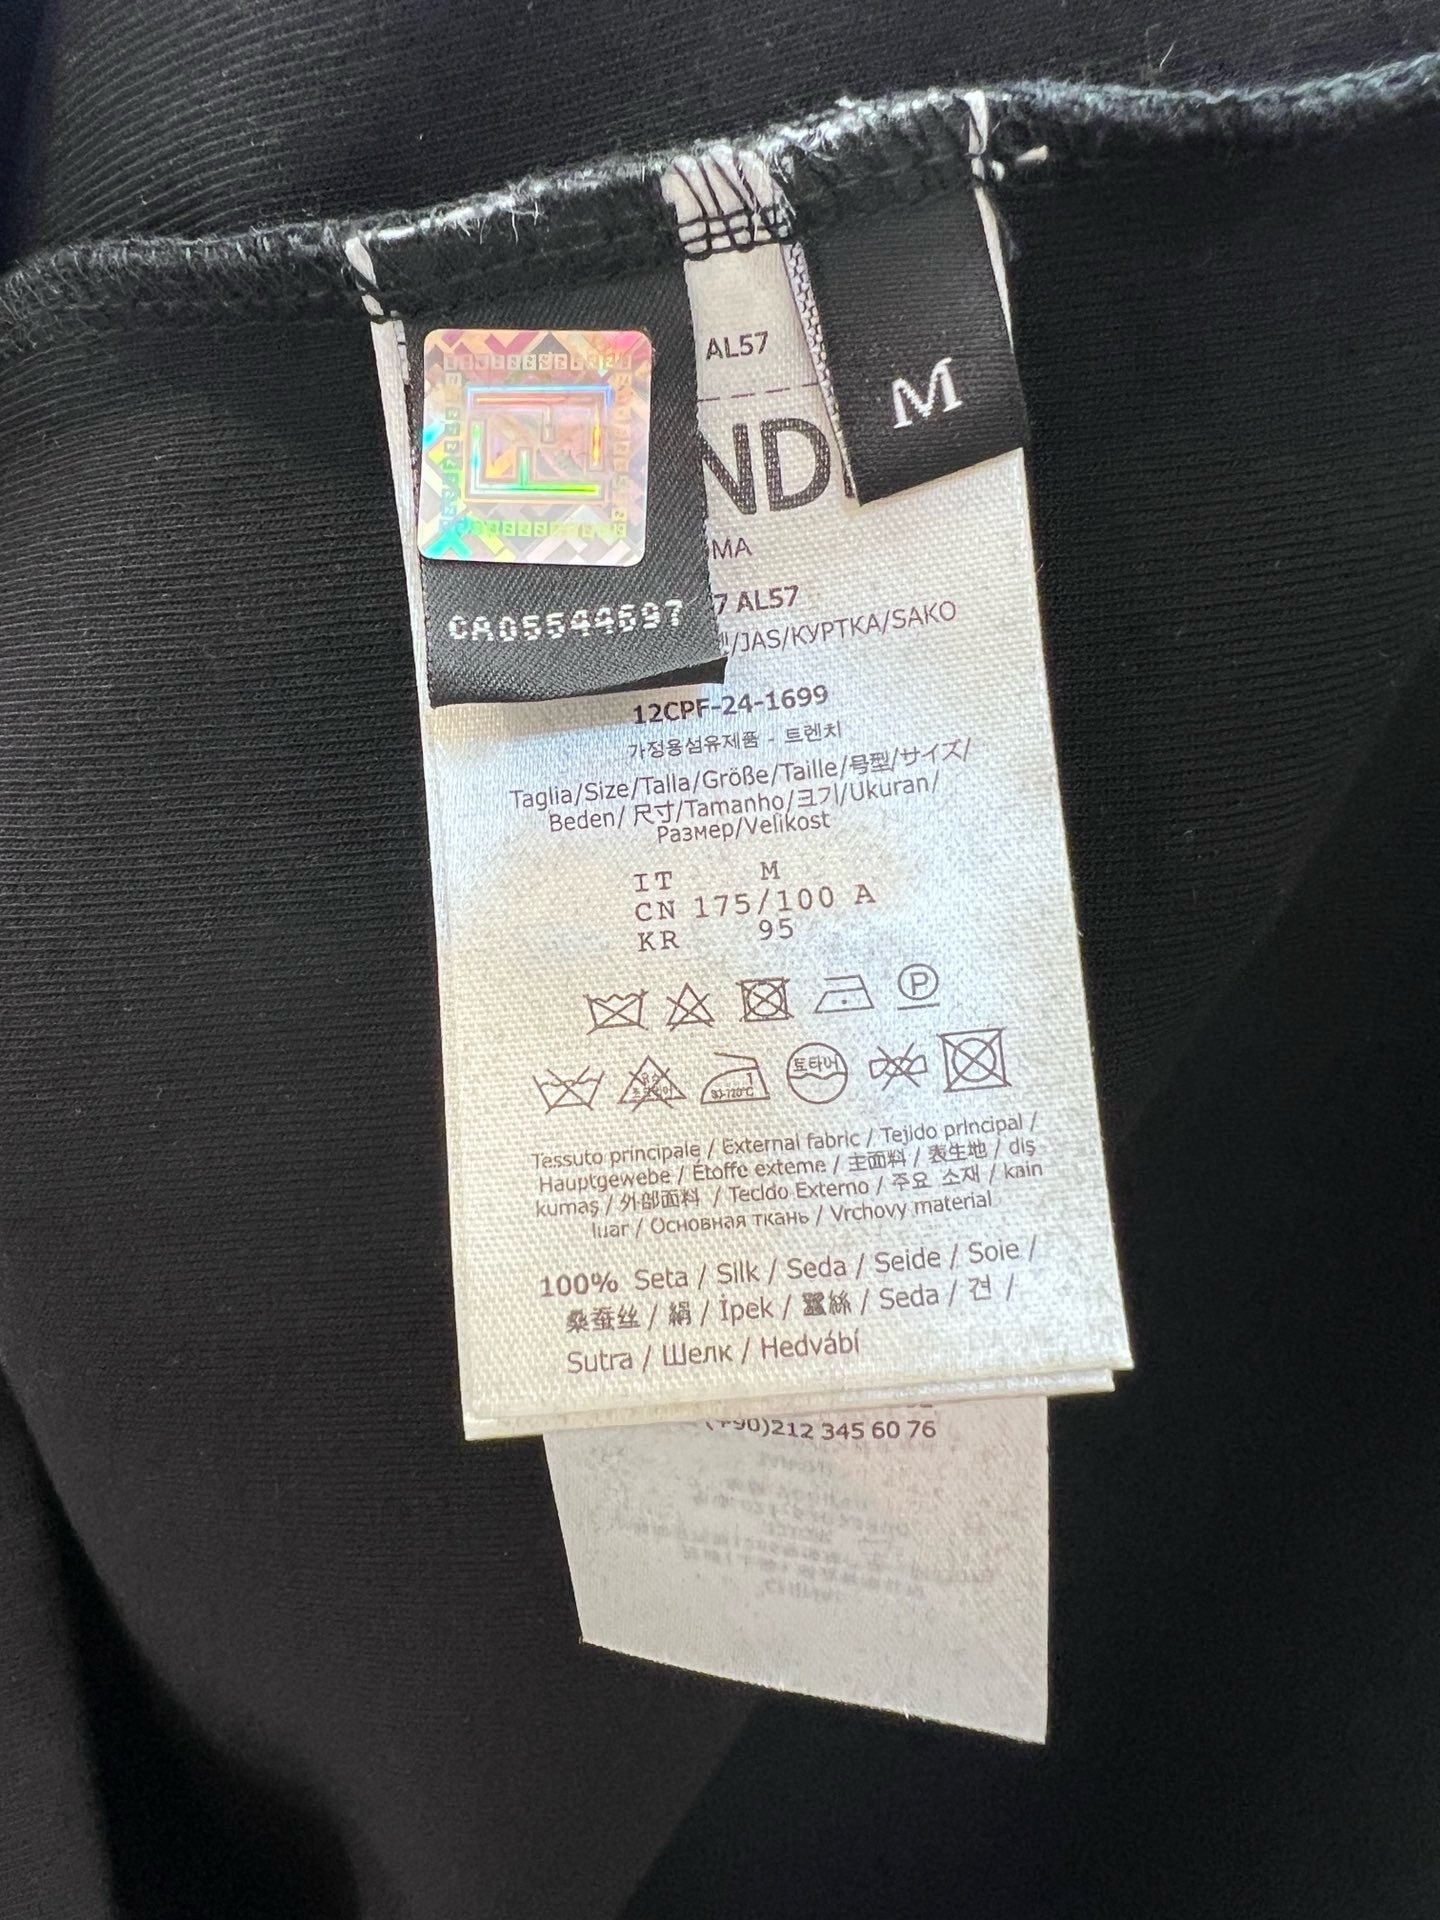 AL57
M
ND
MA
CA05544697
7 AL57
/JAS/КУРТКА/SAKO
12CPF-24-1699
가정용섬유제품 - 트렌치
Taglia/Size/Talla/Größe/Taille/号型/サイズ/
Beden/ 尺寸/Tamanho/크기/Ukuran/
Размер/Velikost
IT M
CN 175/100 A
KR 95
P
드라이
Tessuto principale / External fabric / Tejido principal /
Hauptgewebe / Étoffe exteme / 主面料 / 表生地 / dış
kumaş / 外部面料 / Tecido Externo / 주요 소재 / kain
luar / Основная ткань / Vrchovy material
100% Seta / Silk / Seda / Seide / Soie /
桑蚕丝 / 絹 / İpek / 蠶絲 / Seda / 견 /
Sutra / Шелк / Hedvábí
(+90)212 345 60 76